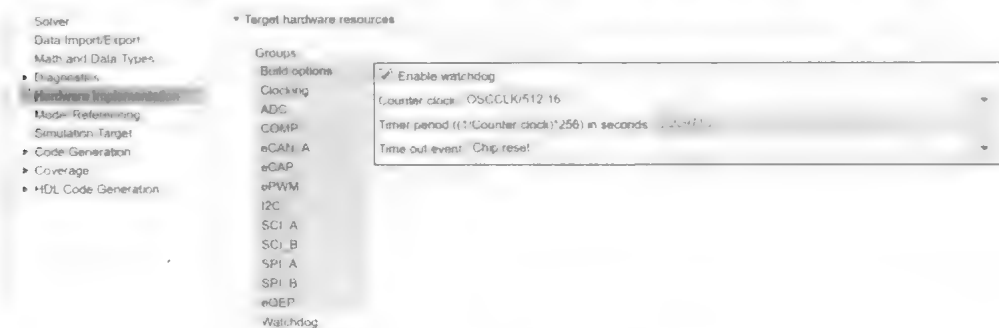 Solver
Data Import/Export
Math and Data Types
Diagnostics
Hardware Implementation
Model Referencing
Simulation Target
Code Generation
Coverage
HDL Code Generation
Target hardware resources
Groups
Build options
Clocking
ADC
COMP
eCAN_A
eCAP
ePWM
I2C
SCI_A
SCI_B
SPI_A
SPI_B
eQEP
Watchdog
Enable watchdog
Counter clock: OSCCLK/512/16
Timer period ((1/Counter clock)*256) in seconds
Time out event: Chip reset